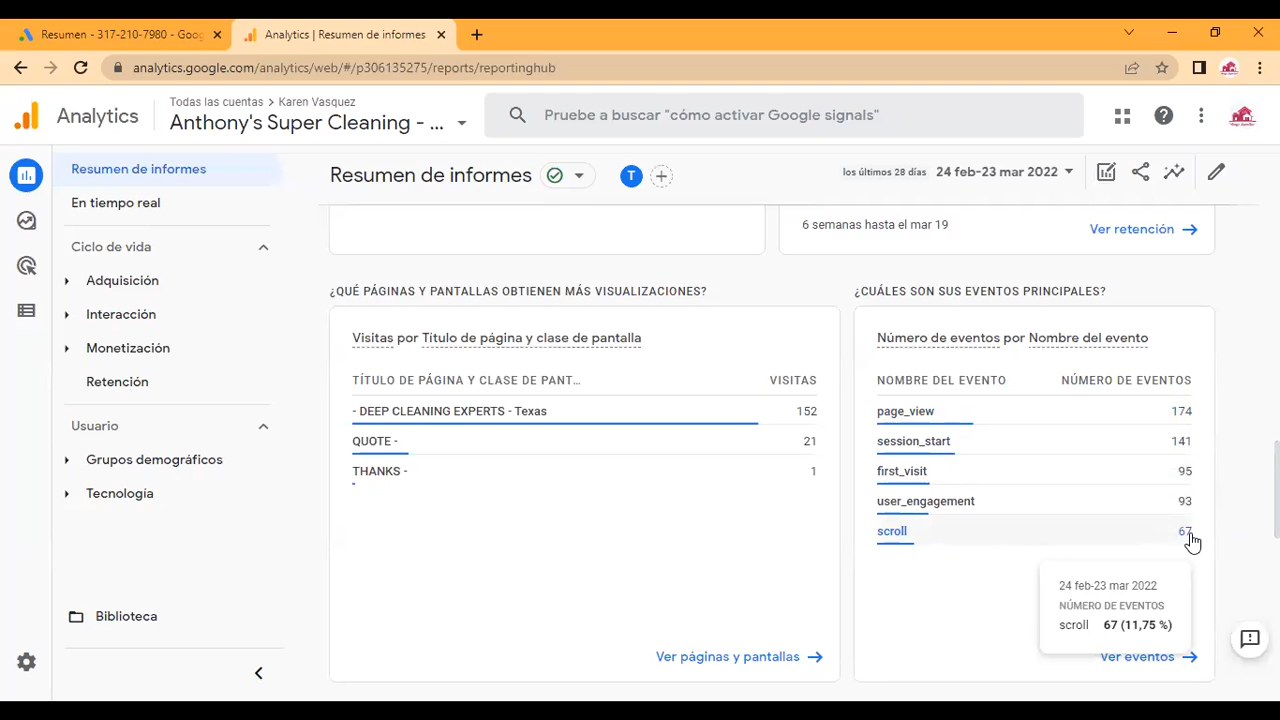 Resumen - 317-210-7980 - Goog
Analytics | Resumen de informes
analytics.google.com/analytics/web/#/p306135275/reports/reportinghub
Analytics
Todas las cuentas > Karen Vasquez
Anthony's Super Cleaning - ...
Pruebe a buscar "cómo activar Google signals"
Resumen de informes
En tiempo real
Ciclo de vida
Adquisición
Interacción
Monetización
Retención
Usuario
Grupos demográficos
Tecnología
Biblioteca
Resumen de informes
T
los últimos 28 días 24 feb-23 mar 2022
6 semanas hasta el mar 19
Ver retención
¿QUÉ PÁGINAS Y PANTALLAS OBTIENEN MÁS VISUALIZACIONES?
Visitas por Título de página y clase de pantalla
TÍTULO DE PÁGINA Y CLASE DE PANT... VISITAS
- DEEP CLEANING EXPERTS - Texas 152
QUOTE - 21
THANKS - 1
Ver páginas y pantallas
¿CUÁLES SON SUS EVENTOS PRINCIPALES?
Número de eventos por Nombre del evento
NOMBRE DEL EVENTO NÚMERO DE EVENTOS
page_view 174
session_start 141
first_visit 95
user_engagement 93
scroll 67
24 feb-23 mar 2022
NÚMERO DE EVENTOS
scroll 67 (11,75 %)
Ver eventos